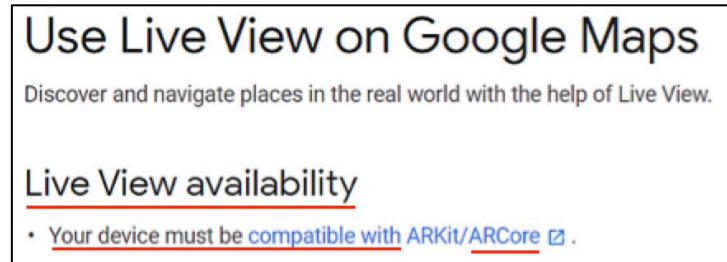 Use Live View on Google Maps
Discover and navigate places in the real world with the help of Live View.
Live View availability
• Your device must be compatible with ARKit/ARCore .